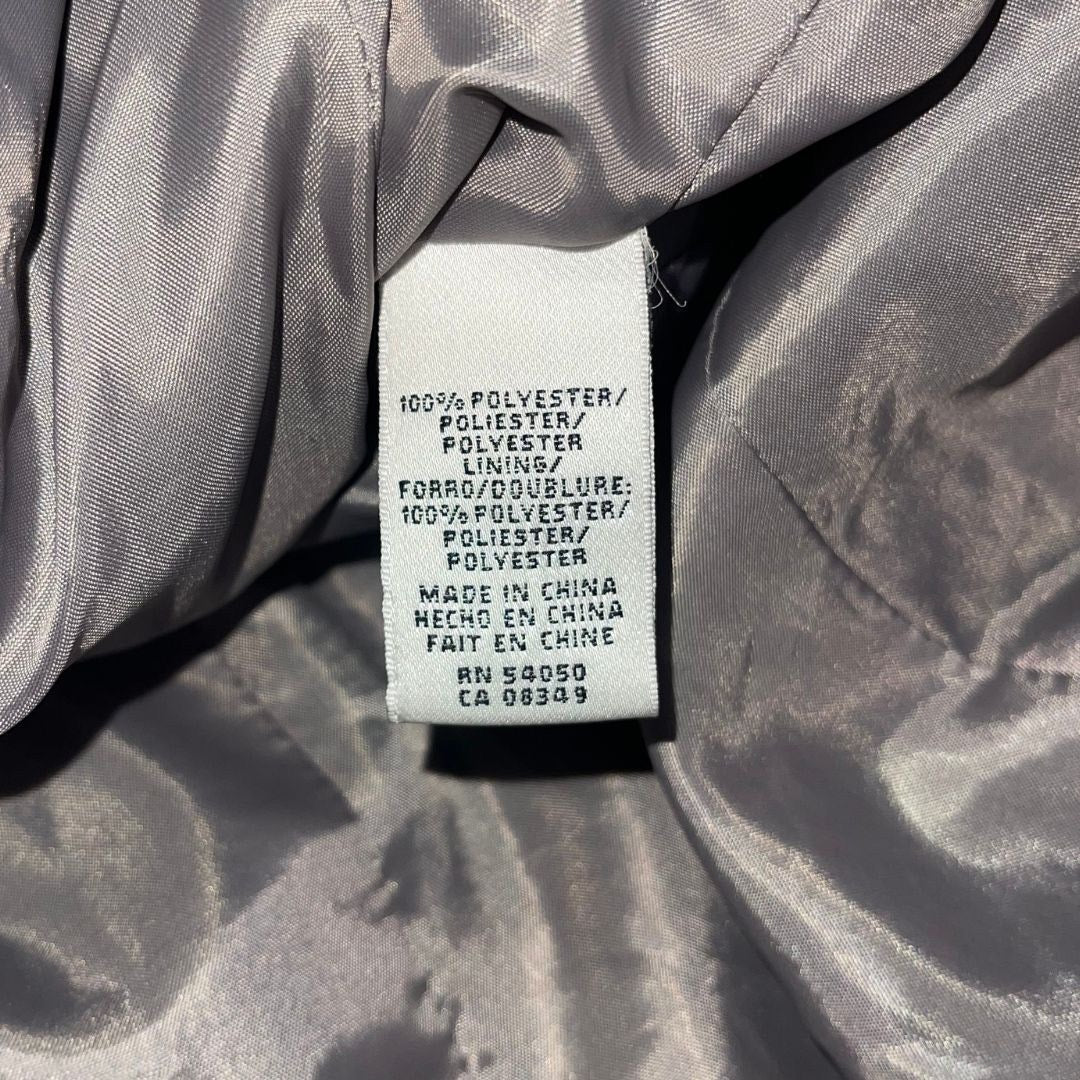 100% POLYESTER/
POLIESTER/
POLYESTER
LINING/
FORRO/DOUBLURE:
100% POLYESTER/
POLIESTER/
POLYESTER
MADE IN CHINA
HECHO EN CHINA
FAIT EN CHINE
RN 54050
CA 08349